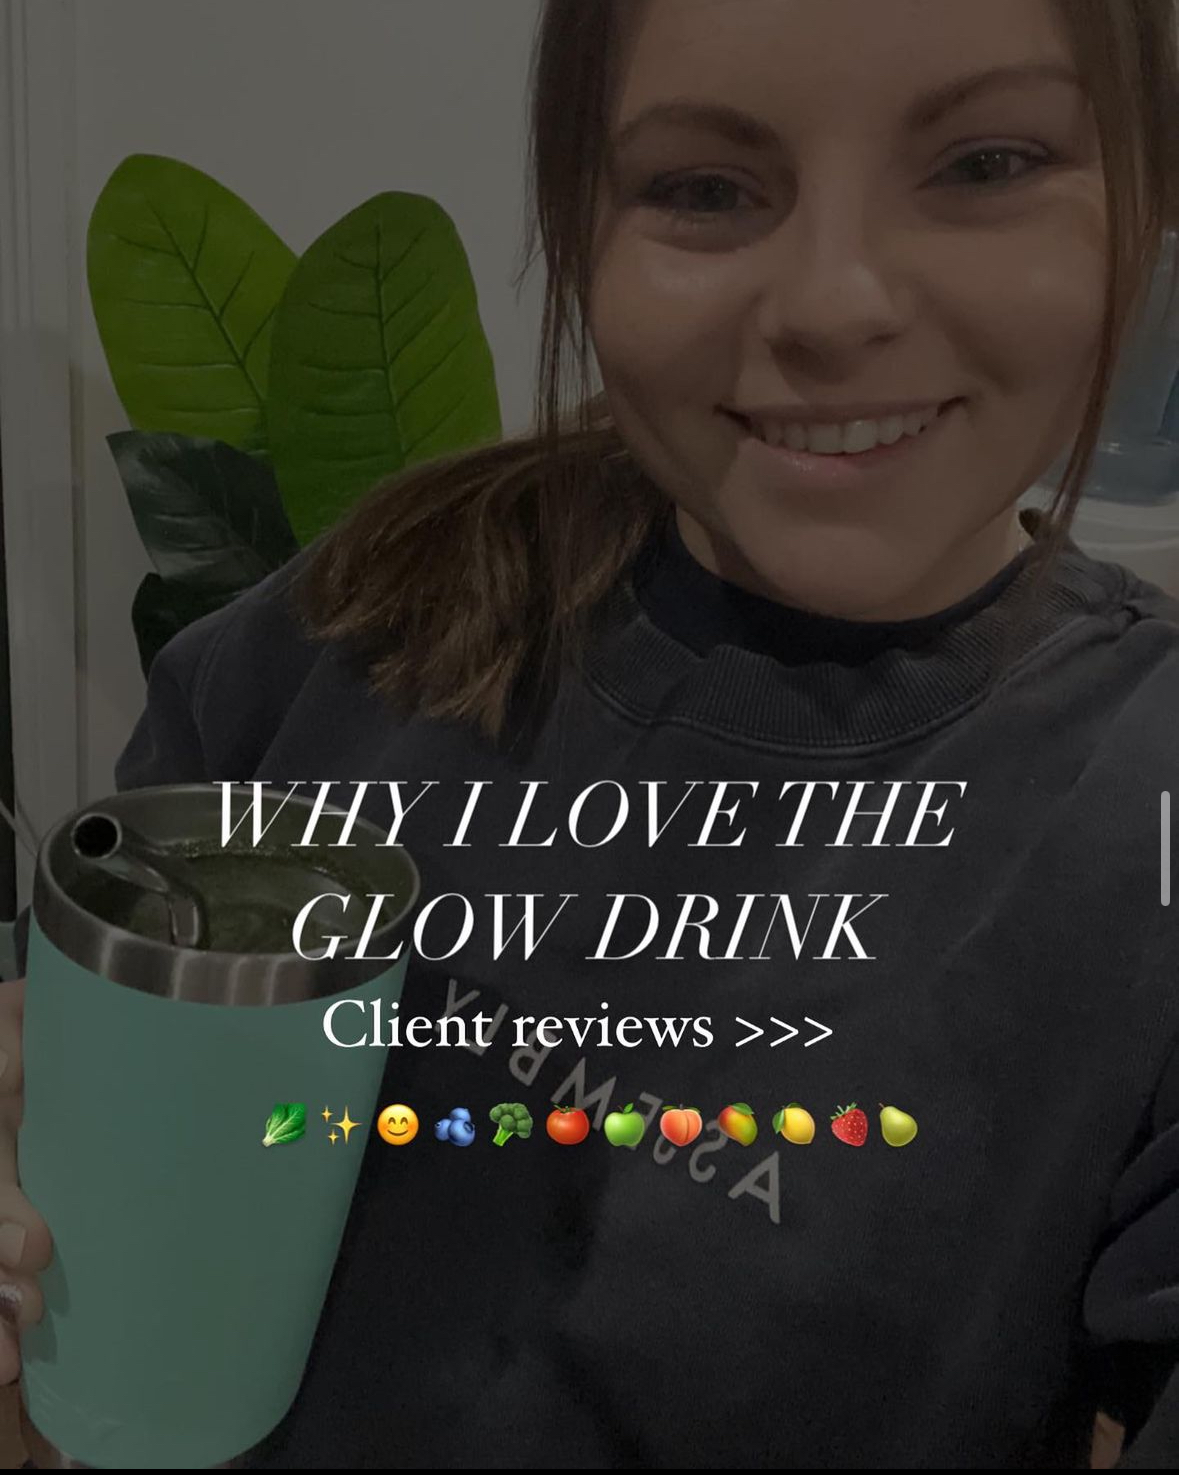 WHY I LOVE THE
GLOW DRINK
Client reviews >>>
🥬✨😊🫐🥦🍅🍏🍑🥭🍋🍓🍐